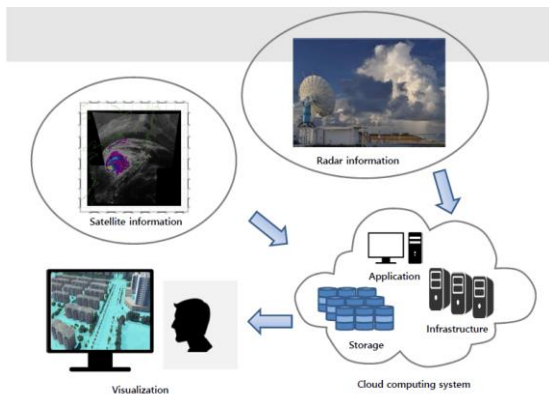 Radar information
Satellite information
Application
Infrastructure
Storage
Visualization
Cloud computing system